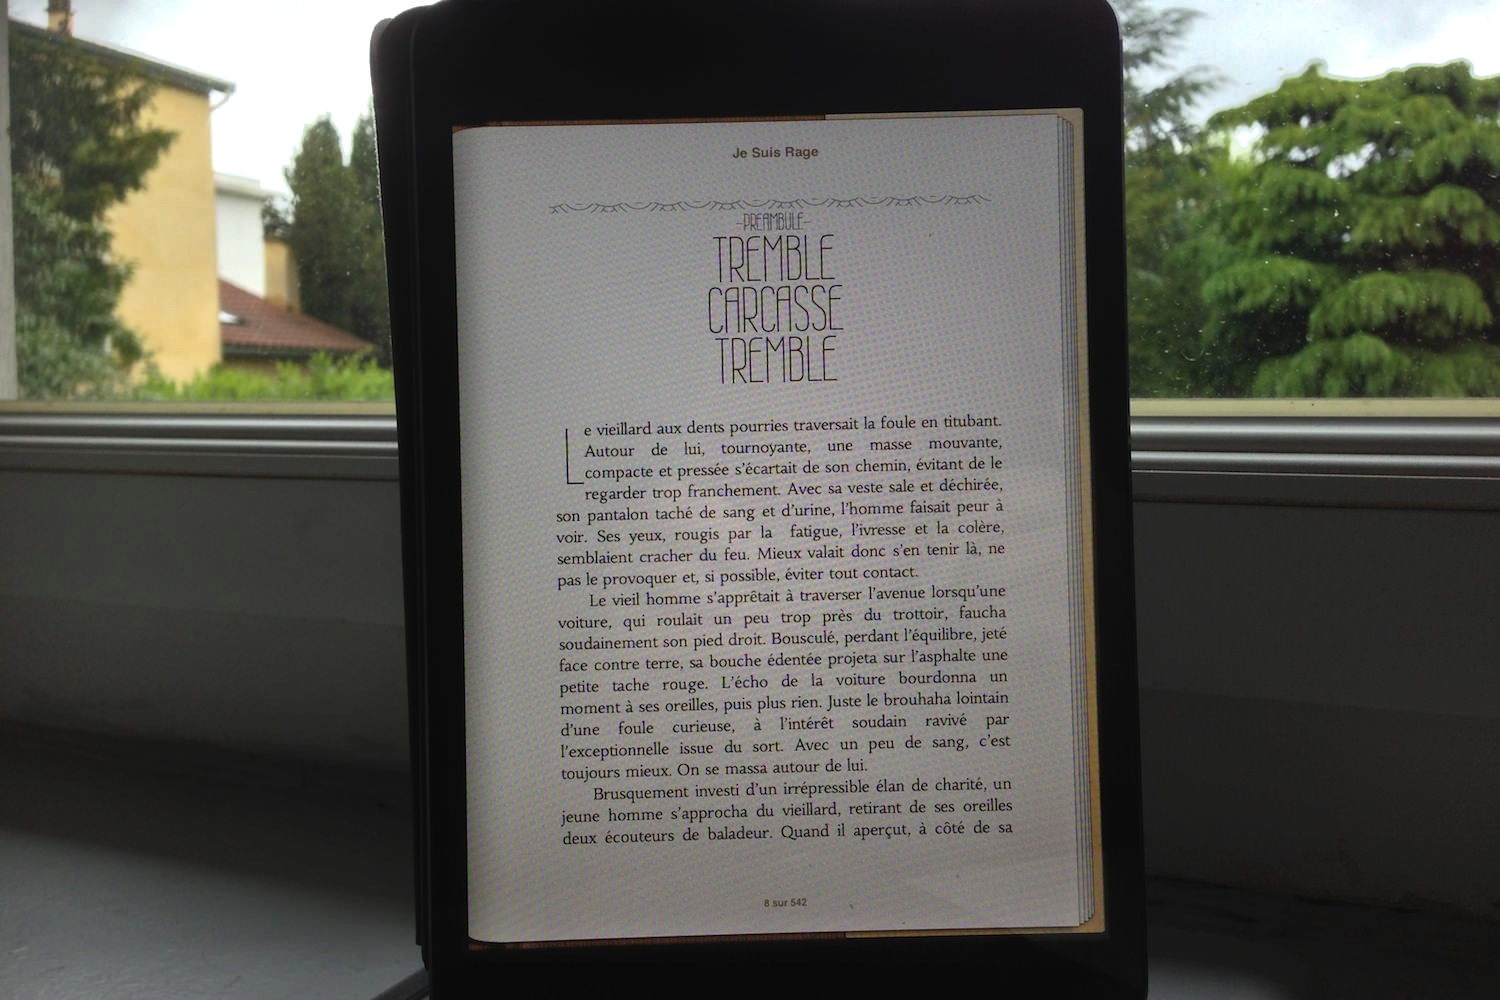 Je Suis Rage
-PRÉAMBULE-
TREMBLE
CARCASSE
TREMBLE
Le vieillard aux dents pourries traversait la foule en titubant.
Autour de lui, tournoyante, une masse mouvante,
compacte et pressée s'écartait de son chemin, évitant de le
regarder trop franchement. Avec sa veste sale et déchirée,
son pantalon taché de sang et d'urine, l'homme faisait peur à
voir. Ses yeux, rougis par la fatigue, l'ivresse et la colère,
semblaient cracher du feu. Mieux valait donc s'en tenir là, ne
pas le provoquer et, si possible, éviter tout contact.
Le vieil homme s'apprêtait à traverser l'avenue lorsqu'une
voiture, qui roulait un peu trop près du trottoir, faucha
soudainement son pied droit. Bousculé, perdant l'équilibre, jeté
face contre terre, sa bouche édentée projeta sur l'asphalte une
petite tache rouge. L'écho de la voiture bourdonna un
moment à ses oreilles, puis plus rien. Juste le brouhaha lointain
d'une foule curieuse, à l'intérêt soudain ravivé par
l'exceptionnelle issue du sort. Avec un peu de sang, c'est
toujours mieux. On se massa autour de lui.
Brusquement investi d'un irrépressible élan de charité, un
jeune homme s'approcha du vieillard, retirant de ses oreilles
deux écouteurs de baladeur. Quand il aperçut, à côté de sa
8 sur 542